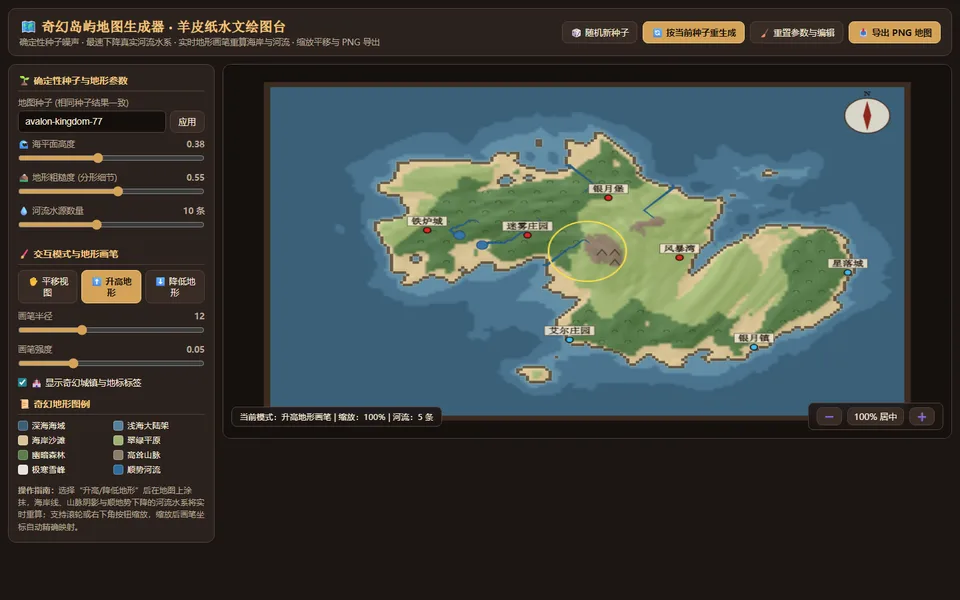 奇幻岛屿地图生成器 · 羊皮纸水文绘图台
确定性种子噪声 · 最速下降真实河流水系 · 实时地形画笔重算海岸与河流 · 缩放平移与 PNG 导出
随机新种子
按当前种子重生成
重置参数与编辑
导出 PNG 地图
确定性种子与地形参数
地图种子 (相同种子结果一致)
avalon-kingdom-77
应用
海平面高度
0.38
地形粗糙度 (分形细节)
0.55
河流水源数量
10 条
交互模式与地形画笔
平移视图
升高地形
降低地形
画笔半径
12
画笔强度
0.05
显示奇幻城镇与地标标签
奇幻地形图例
深海海域
浅海大陆架
海岸沙滩
翠绿平原
幽暗森林
高耸山脉
极寒雪峰
顺势河流
操作指南：选择 "升高/降低地形" 后在地图上涂
抹，海岸线、山脉阴影与顺地势下降的河流水系将实
时重算；支持滚轮或右下角按钮缩放，缩放后画笔坐
标自动精确映射。
N
银月堡
铁炉城
迷雾庄园
风暴湾
星落城
艾尔庄园
银月镇
当前模式：升高地形画笔 | 缩放：100% | 河流：5 条
−
100% 居中
+